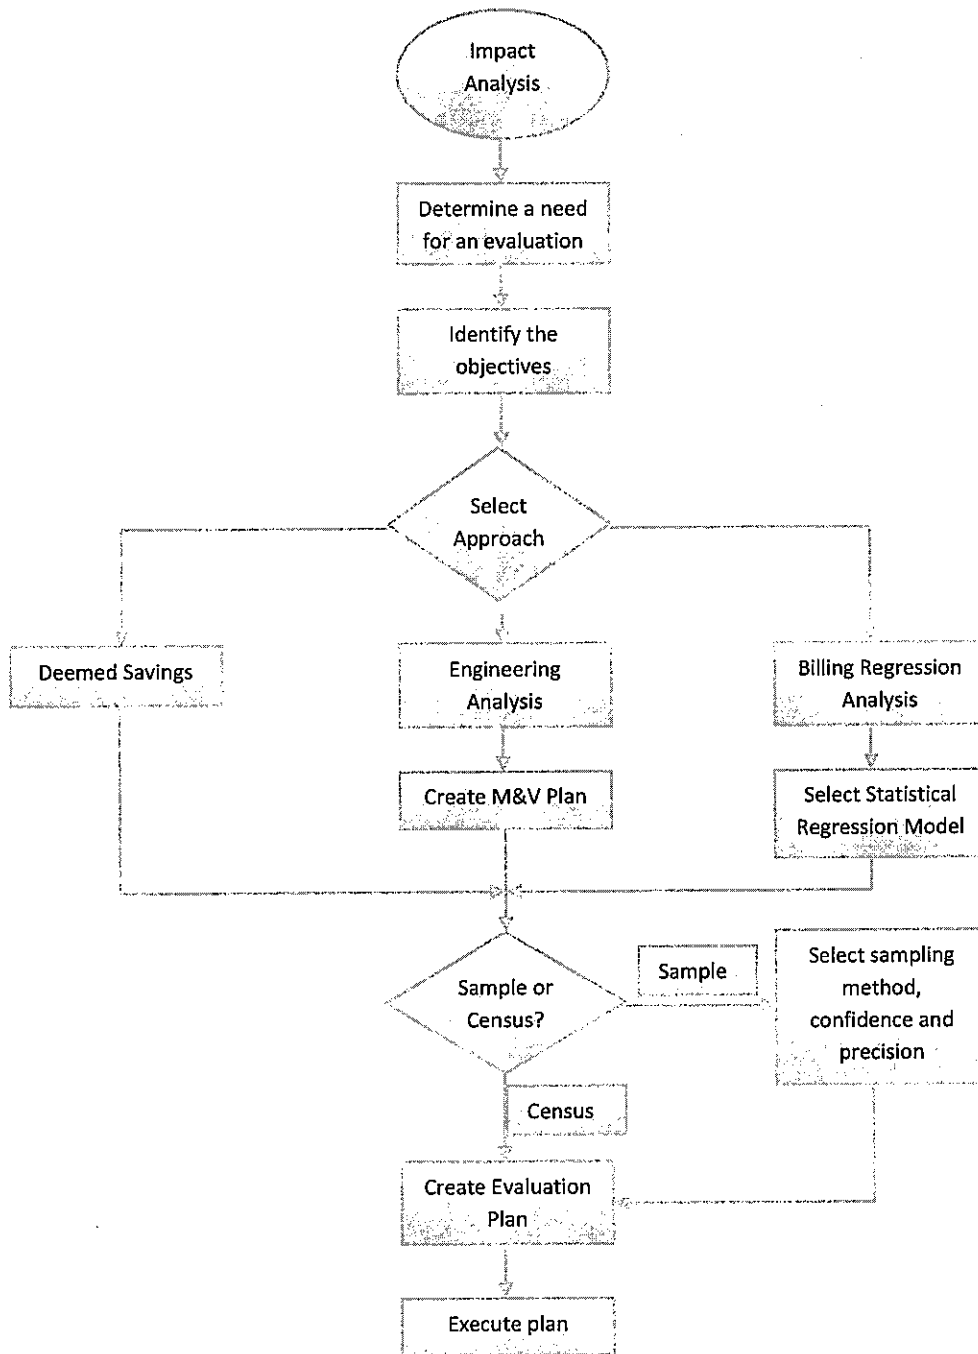 Impact
Analysis
Determine a need
for an evaluation
Identify the
objectives
Select
Approach
Deemed Savings
Engineering
Analysis
Billing Regression
Analysis
Create M&V Plan
Select Statistical
Regression Model
Sample or
Census?
Sample
Select sampling
method,
confidence and
precision
Census
Create Evaluation
Plan
Execute plan